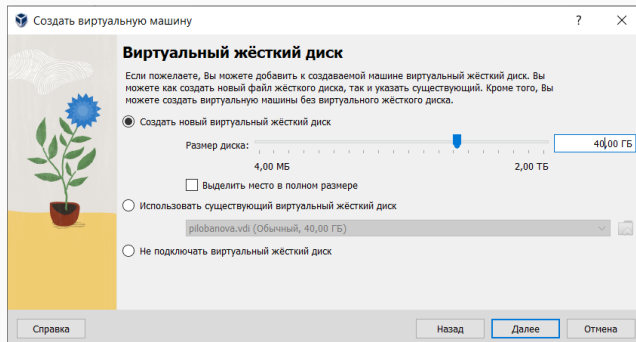 Создать виртуальную машину
?
Виртуальный жёсткий диск
Если пожелаете, Вы можете добавить к создаваемой машине виртуальный жёсткий диск. Вы
можете как создать новый файл жёсткого диска, так и указать существующий. Кроме того, Вы
можете создать виртуальную машины без виртуального жёсткого диска.
Создать новый виртуальный жёсткий диск
Размер диска:
40,00 ГБ
4,00 МБ 2,00 ТБ
Выделить место в полном размере
Использовать существующий виртуальный жёсткий диск
pilobanova.vdi (Обычный, 40,00 ГБ)
Не подключать виртуальный жёсткий диск
Справка Назад Далее Отмена